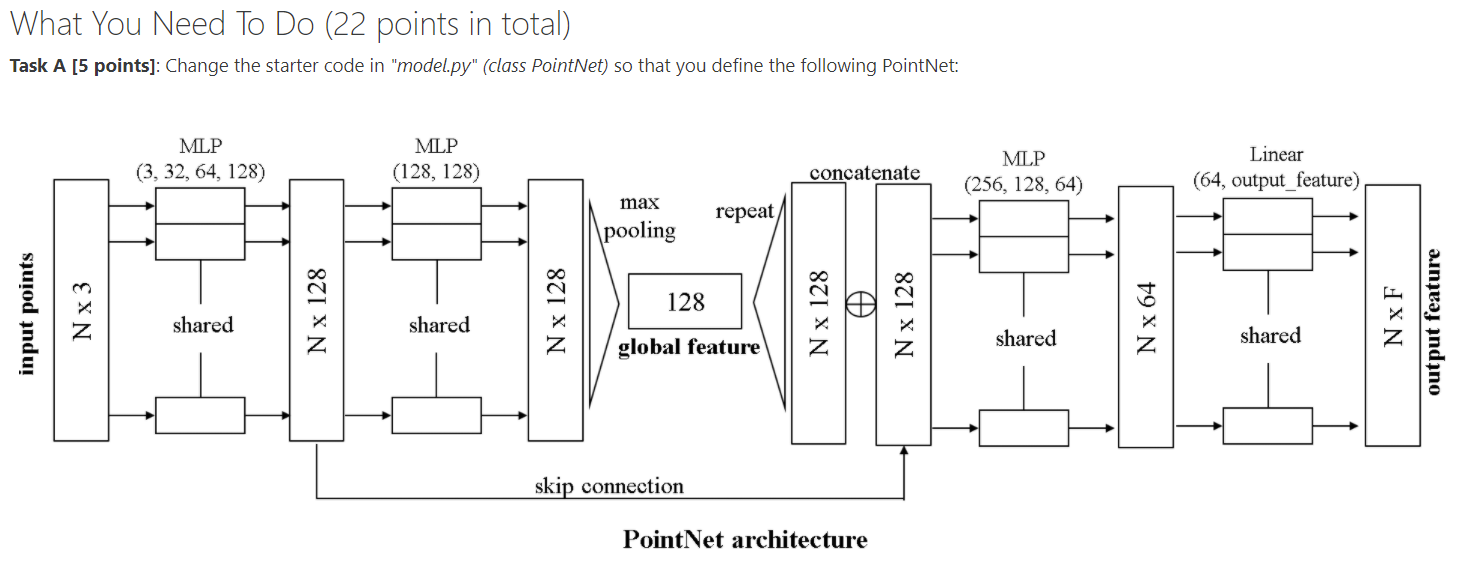 What You Need To Do (22 points in total)
Task A [5 points]: Change the starter code in "model.py" (class PointNet) so that you define the following PointNet:
input points
N x 3
MLP
(3, 32, 64, 128)
shared
N x 128
MLP
(128, 128)
shared
N x 128
max
pooling
128
global feature
repeat
concatenate
N x 128
N x 128
MLP
(256, 128, 64)
shared
N x 64
Linear
(64, output_feature)
shared
N x F
output feature
skip connection
PointNet architecture